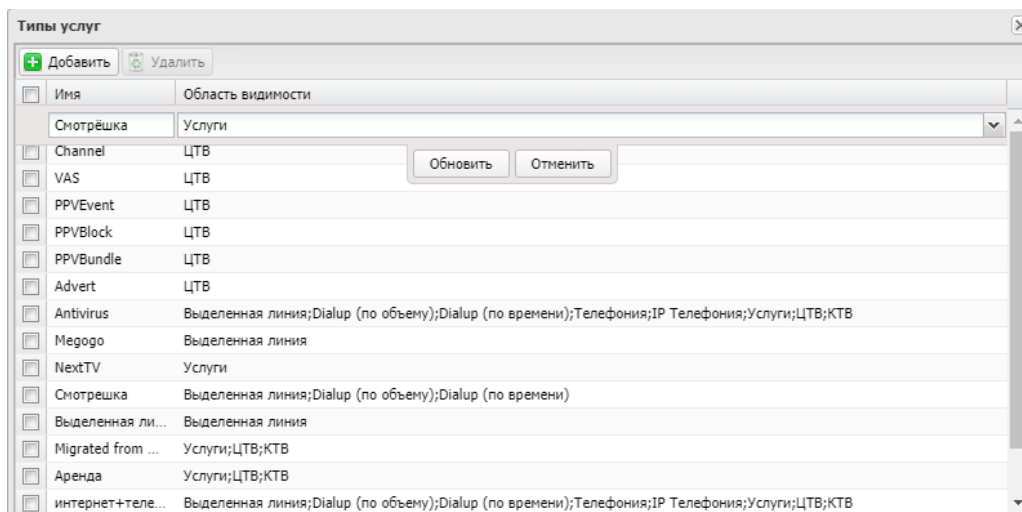 Типы услуг
Добавить Удалить
Имя Область видимости
Смотрёшка Услуги
Channel ЦТВ
Обновить Отменить
VAS ЦТВ
PPVEvent ЦТВ
PPVBlock ЦТВ
PPVBundle ЦТВ
Advert ЦТВ
Antivirus Выделенная линия;Dialup (по объему);Dialup (по времени);Телефония;IP Телефония;Услуги;ЦТВ;КТВ
Megogo Выделенная линия
NextTV Услуги
Смотрешка Выделенная линия;Dialup (по объему);Dialup (по времени)
Выделенная ли... Выделенная линия
Migrated from ... Услуги;ЦТВ;КТВ
Аренда Услуги;ЦТВ;КТВ
интернет+теле... Выделенная линия;Dialup (по объему);Dialup (по времени);Телефония;IP Телефония;Услуги;ЦТВ;КТВ